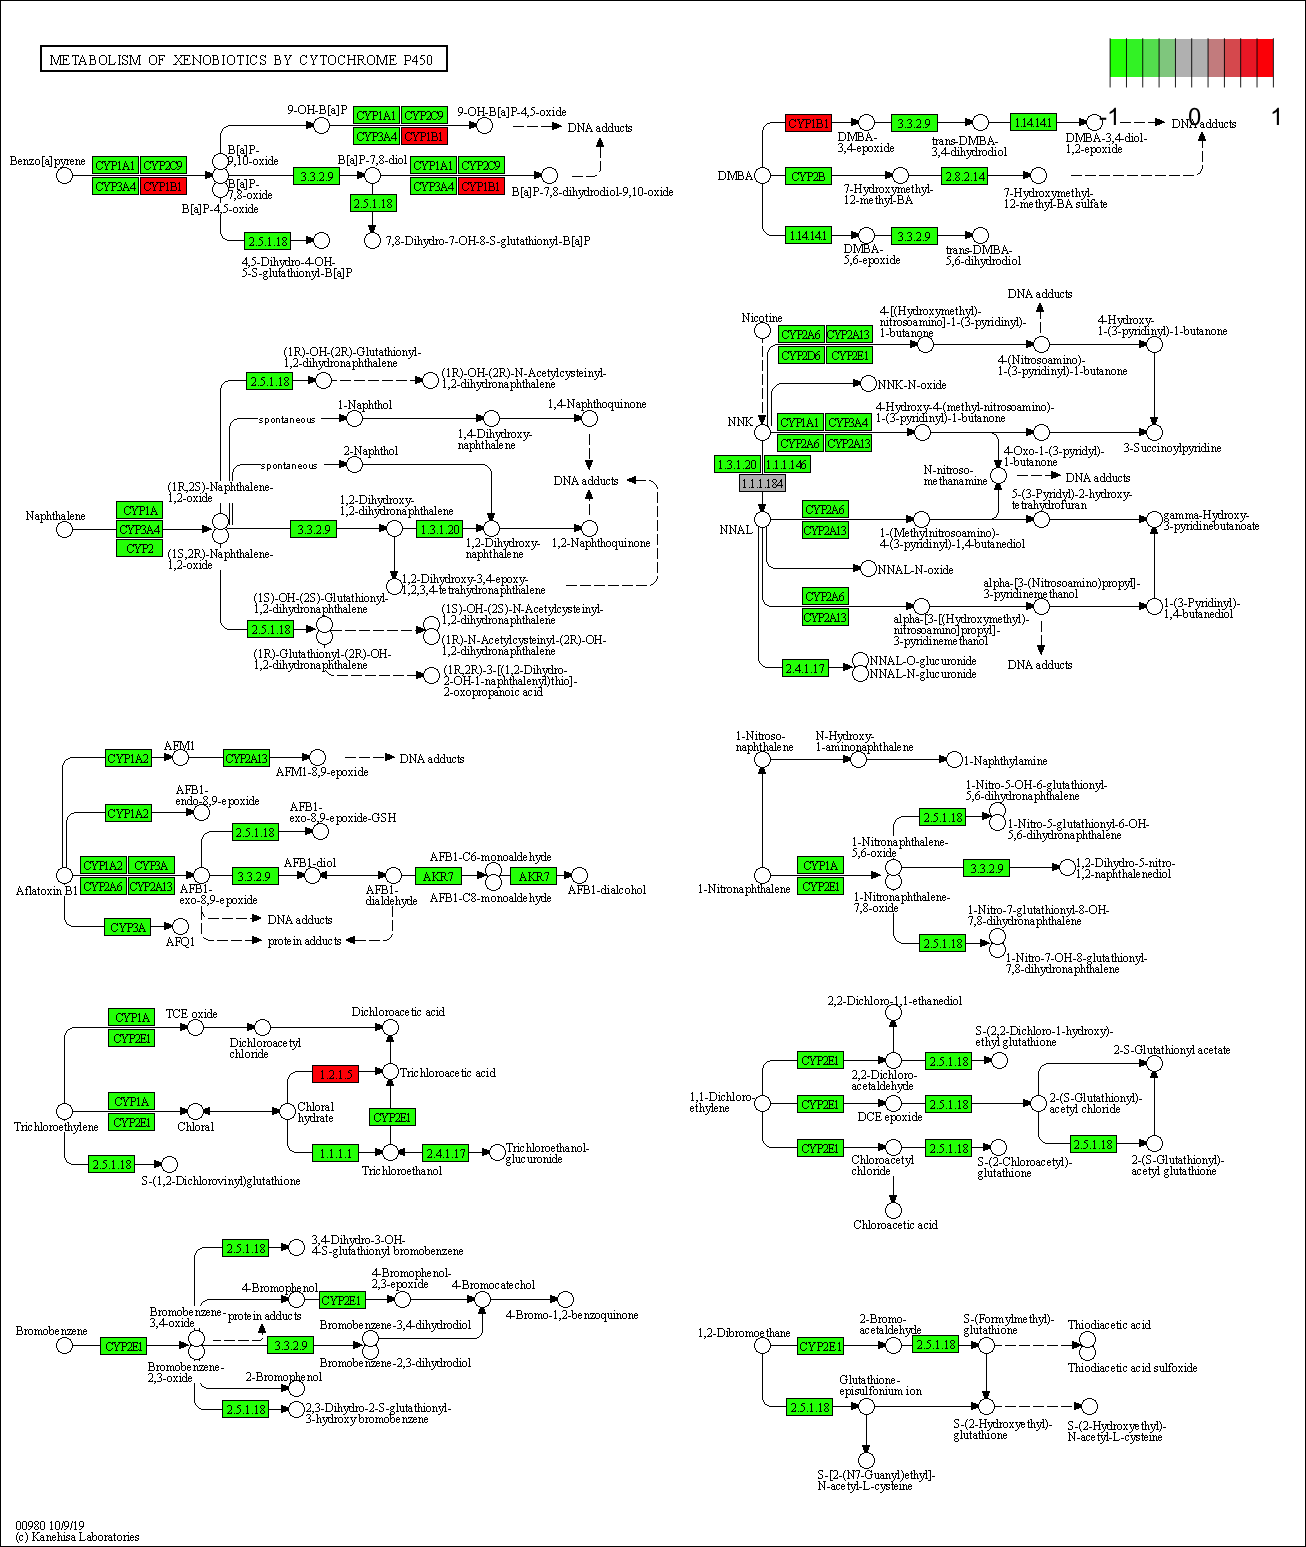 METABOLISM OF XENOBIOTICS BY CYTOCHROME P450
-1
0
1
Benzo[a]pyrene
CYP1A1
CYP2C9
CYP3A4
CYP1B1
B[a]P-
9,10-oxide
B[a]P-
7,8-oxide
B[a]P-4,5-oxide
9-OH-B[a]P
CYP1A1
CYP2C9
CYP3A4
CYP1B1
9-OH-B[a]P-4,5-oxide
DNA adducts
3.3.2.9
B[a]P-7,8-diol
CYP1A1
CYP2C9
CYP3A4
CYP1B1
B[a]P-7,8-dihydrodiol-9,10-oxide
2.5.1.18
7,8-Dihydro-7-OH-8-S-glutathionyl-B[a]P
2.5.1.18
4,5-Dihydro-4-OH-
5-S-glutathionyl-B[a]P
DMBA
CYP1B1
DMBA-
3,4-epoxide
3.3.2.9
trans-DMBA-
3,4-dihydrodiol
1.14.14.1
DMBA-3,4-diol-
1,2-epoxide
DNA adducts
CYP2B
7-Hydroxymethyl-
12-methyl-BA
2.8.2.14
7-Hydroxymethyl-
12-methyl-BA sulfate
1.14.14.1
DMBA-
5,6-epoxide
3.3.2.9
trans-DMBA-
5,6-dihydrodiol
Naphthalene
CYP1A
CYP3A4
CYP2
(1R,2S)-Naphthalene-
1,2-oxide
(1S,2R)-Naphthalene-
1,2-oxide
2.5.1.18
(1R)-OH-(2R)-Glutathionyl-
1,2-dihydronaphthalene
(1R)-OH-(2R)-N-Acetylcysteinyl-
1,2-dihydronaphthalene
spontaneous
1-Naphthol
1,4-Dihydroxy-
naphthalene
1,4-Naphthoquinone
spontaneous
2-Naphthol
DNA adducts
3.3.2.9
1,2-Dihydroxy-
1,2-dihydronaphthalene
1.3.1.20
1,2-Dihydroxy-
naphthalene
1,2-Naphthoquinone
1,2-Dihydroxy-3,4-epoxy-
1,2,3,4-tetrahydronaphthalene
(1S)-OH-(2S)-Glutathionyl-
1,2-dihydronaphthalene
2.5.1.18
(1R)-Glutathionyl-(2R)-OH-
1,2-dihydronaphthalene
(1S)-OH-(2S)-N-Acetylcysteinyl-
1,2-dihydronaphthalene
(1R)-N-Acetylcysteinyl-(2R)-OH-
1,2-dihydronaphthalene
(1R,2R)-3-[(1,2-Dihydro-
2-OH-1-naphthalenyl)thio]-
2-oxopropanoic acid
Nicotine
CYP2A6
CYP2A13
CYP2D6
CYP2E1
4-[(Hydroxymethyl)-
nitrosoamino]-1-(3-pyridinyl)-
1-butanone
DNA adducts
4-(Nitrosoamino)-
1-(3-pyridinyl)-1-butanone
4-Hydroxy-
1-(3-pyridinyl)-1-butanone
NNK-N-oxide
NNK
CYP1A1
CYP3A4
CYP2A6
CYP2A13
4-Hydroxy-4-(methyl-nitrosoamino)-
1-(3-pyridinyl)-1-butanone
4-Oxo-1-(3-pyridyl)-
1-butanone
3-Succinoylpyridine
1.3.1.20
1.1.1.146
1.1.1.184
N-nitroso-
methanamine
DNA adducts
NNAL
CYP2A6
CYP2A13
1-(Methylnitrosoamino)-
4-(3-pyridinyl)-1,4-butanediol
5-(3-Pyridyl)-2-hydroxy-
tetrahydrofuran
gamma-Hydroxy-
3-pyridinebutanoate
NNAL-N-oxide
CYP2A6
CYP2A13
alpha-[3-[(Hydroxymethyl)-
nitrosoamino]propyl]-
3-pyridinemethanol
alpha-[3-(Nitrosoamino)propyl]-
3-pyridinemethanol
1-(3-Pyridinyl)-
1,4-butanediol
DNA adducts
2.4.1.17
NNAL-O-glucuronide
NNAL-N-glucuronide
Aflatoxin B1
CYP1A2
AFM1
CYP2A13
AFM1-8,9-epoxide
DNA adducts
CYP1A2
AFB1-
endo-8,9-epoxide
2.5.1.18
AFB1-
exo-8,9-epoxide-GSH
CYP1A2
CYP3A
CYP2A6
CYP2A13
AFB1-
exo-8,9-epoxide
3.3.2.9
AFB1-diol
AFB1-
dialdehyde
AKR7
AFB1-C6-monoaldehyde
AFB1-C8-monoaldehyde
AKR7
AFB1-dialcohol
DNA adducts
protein adducts
CYP3A
AFQ1
1-Nitroso-
naphthalene
N-Hydroxy-
1-aminonaphthalene
1-Naphthylamine
1-Nitronaphthalene
CYP1A
CYP2E1
1-Nitronaphthalene-
5,6-oxide
1-Nitronaphthalene-
7,8-oxide
2.5.1.18
1-Nitro-5-OH-6-glutathionyl-
5,6-dihydronaphthalene
1-Nitro-5-glutathionyl-6-OH-
5,6-dihydronaphthalene
3.3.2.9
1,2-Dihydro-5-nitro-
1,2-naphthalenediol
2.5.1.18
1-Nitro-7-glutathionyl-8-OH-
7,8-dihydronaphthalene
1-Nitro-7-OH-8-glutathionyl-
7,8-dihydronaphthalene
Trichloroethylene
CYP1A
CYP2E1
TCE oxide
Dichloroacetyl
chloride
Dichloroacetic acid
1.2.1.5
Trichloroacetic acid
CYP1A
CYP2E1
Chloral
Chloral
hydrate
CYP2E1
1.1.1.1
Trichloroethanol
2.4.1.17
Trichloroethanol-
glucuronide
2.5.1.18
S-(1,2-Dichlorovinyl)glutathione
1,1-Dichloro-
ethylene
2,2-Dichloro-1,1-ethanediol
CYP2E1
2,2-Dichloro-
acetaldehyde
2.5.1.18
S-(2,2-Dichloro-1-hydroxy)-
ethyl glutathione
CYP2E1
DCE epoxide
2.5.1.18
2-(S-Glutathionyl)-
acetyl chloride
2-S-Glutathionyl acetate
2.5.1.18
2-(S-Glutathionyl)-
acetyl glutathione
CYP2E1
Chloroacetyl
chloride
2.5.1.18
S-(2-Chloroacetyl)-
glutathione
Chloroacetic acid
Bromobenzene
CYP2E1
Bromobenzene-
3,4-oxide
Bromobenzene-
2,3-oxide
2.5.1.18
3,4-Dihydro-3-OH-
4-S-glutathionyl bromobenzene
4-Bromophenol
CYP2E1
4-Bromophenol-
2,3-epoxide
4-Bromocatechol
4-Bromo-1,2-benzoquinone
protein adducts
3.3.2.9
Bromobenzene-3,4-dihydrodiol
Bromobenzene-2,3-dihydrodiol
2-Bromophenol
2.5.1.18
2,3-Dihydro-2-S-glutathionyl-
3-hydroxy bromobenzene
1,2-Dibromoethane
CYP2E1
2-Bromo-
acetaldehyde
2.5.1.18
S-(Formylmethyl)-
glutathione
Thiodiacetic acid
Thiodiacetic acid sulfoxide
2.5.1.18
Glutathione-
episulfonium ion
S-(2-Hydroxyethyl)-
glutathione
S-(2-Hydroxyethyl)-
N-acetyl-L-cysteine
S-[2-(N7-Guanyl)ethyl]-
N-acetyl-L-cysteine
00980 10/9/19
(c) Kanehisa Laboratories